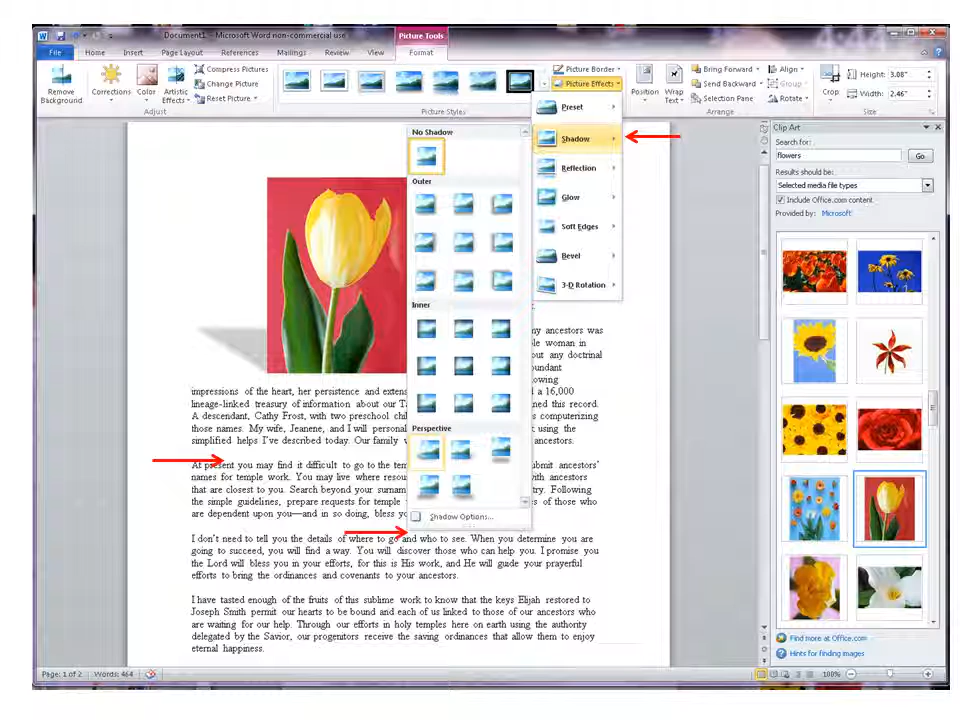 Document1 - Microsoft Word non-commercial use
Picture Tools
4:44
File Home Insert Page Layout References Mailings Review View Format
Remove Background
Corrections
Color
Artistic Effects
Compress Pictures
Change Picture
Reset Picture
Adjust
Picture Styles
Picture Border
Picture Effects
Position
Wrap Text
Bring Forward
Send Backward
Selection Pane
Align
Group
Rotate
Arrange
Crop
Height: 3.08"
Width: 2.46"
Size
Preset
Shadow
Reflection
Glow
Soft Edges
Bevel
3-D Rotation
No Shadow
Outer
Inner
Perspective
Shadow Options...
my ancestors was
woman in
any doctrinal
impressions of the heart, her persistence and
a 16,000
lineage-linked treasury of information about our
this record.
A descendant, Cathy Frost, with two preschool
computerizing
those names. My wife, Jeanene, and I will
using the
simplified helps I've described today. Our family
ancestors.
At present you may find it difficult to go to the
ancestors'
names for temple work. You may live where
ancestors
that are closest to you. Search beyond your
Following
the simple guidelines, prepare requests for temple
of those who
are dependent upon you—and in so doing,
I don't need to tell you the details of where to go and who to see. When you determine you are
going to succeed, you will find a way. You will discover those who can help you. I promise you
the Lord will bless you in your efforts, for this is His work, and He will guide your prayerful
efforts to bring the ordinances and covenants to your ancestors.
I have tasted enough of the fruits of this sublime work to know that the keys Elijah restored to
Joseph Smith permit our hearts to be bound and each of us linked to those of our ancestors who
are waiting for our help. Through our efforts in holy temples here on earth using the authority
delegated by the Savior, our progenitors receive the saving ordinances that allow them to enjoy
eternal happiness.
Clip Art
Search for:
flowers
Go
Results should be:
Selected media file types
Include Office.com content
Provided by: Microsoft
Find more at Office.com
Hints for finding images
Page: 1 of 2 Words: 464
100%